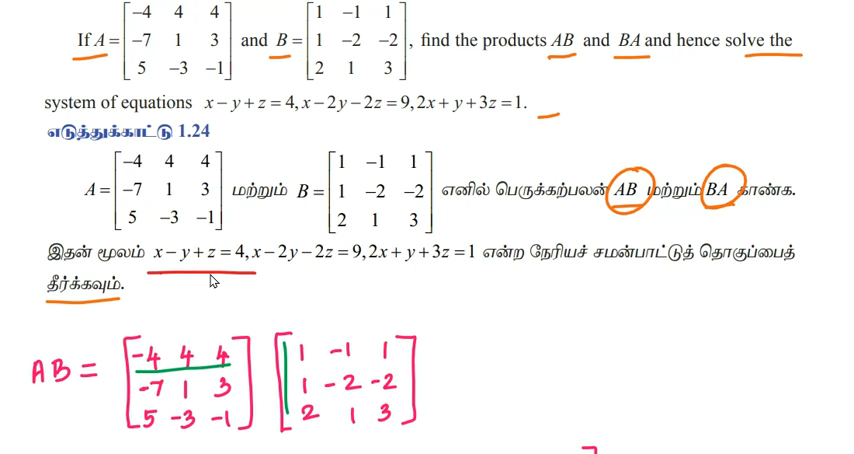 If A = [−4 4 4; −7 1 3; 5 −3 −1] and B = [1 −1 1; 1 −2 −2; 2 1 3], find the products AB and BA and hence solve the
system of equations x − y + z = 4, x − 2y − 2z = 9, 2x + y + 3z = 1.
எடுத்துக்காட்டு 1.24
A = [−4 4 4; −7 1 3; 5 −3 −1] மற்றும் B = [1 −1 1; 1 −2 −2; 2 1 3] எனில் பெருக்கற்பலன் AB மற்றும் BA காண்க.
இதன் மூலம் x − y + z = 4, x − 2y − 2z = 9, 2x + y + 3z = 1 என்ற நேரியச் சமன்பாட்டுத் தொகுப்பைத்
தீர்க்கவும்.
AB = [-4 4 4; -7 1 3; 5 -3 -1] [1 -1 1; 1 -2 -2; 2 1 3]